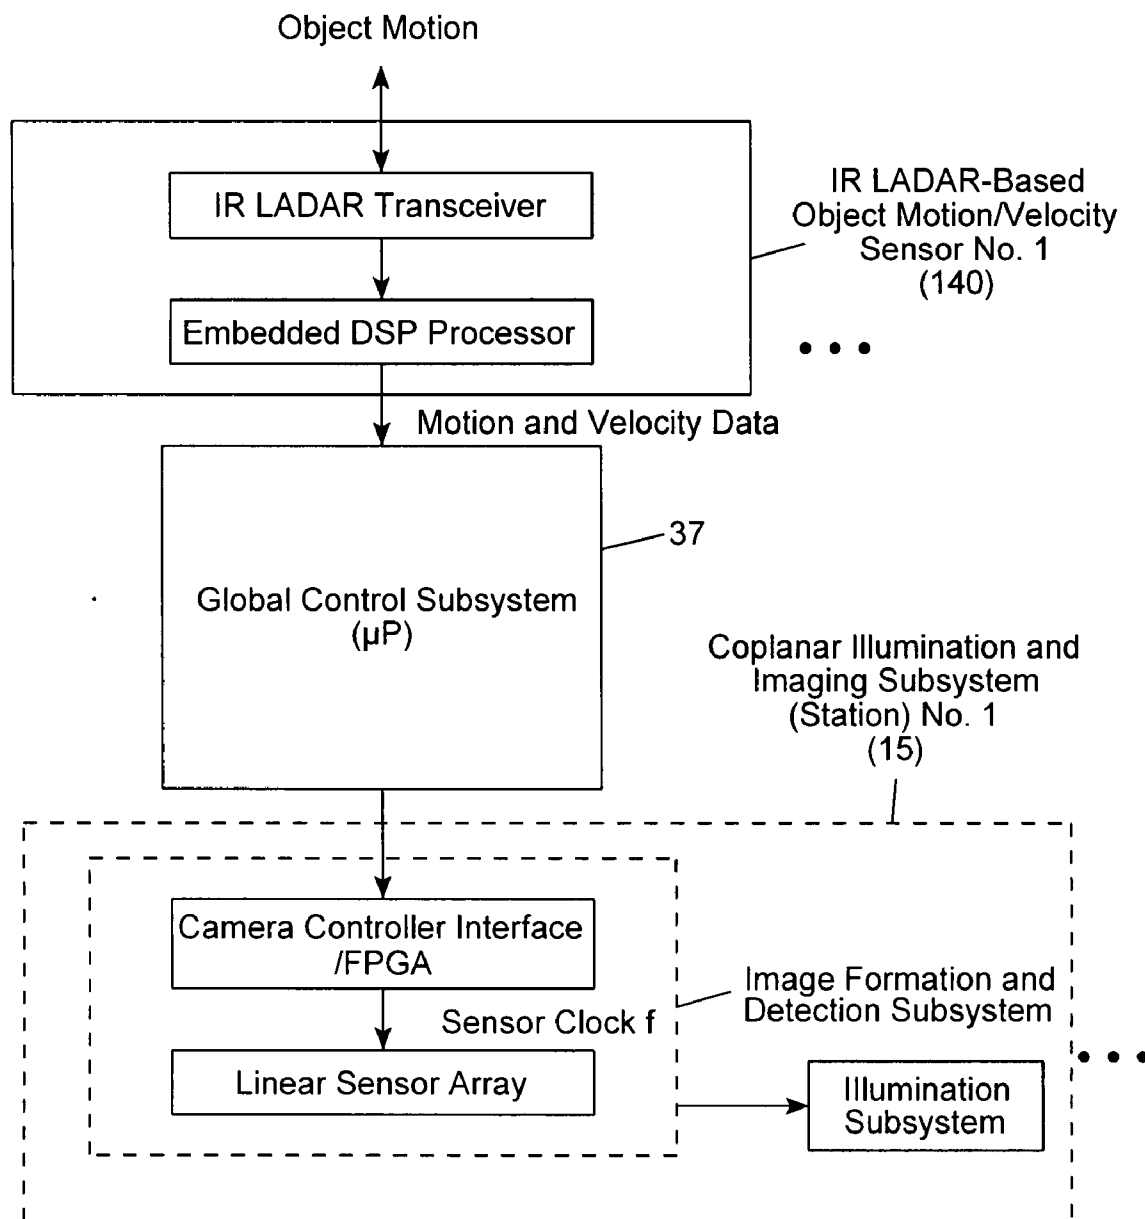 Object Motion
IR LADAR Transceiver
IR LADAR-Based
Object Motion/Velocity
Sensor No. 1
(140)
Embedded DSP Processor
Motion and Velocity Data
37
Global Control Subsystem
(µP)
Coplanar Illumination and
Imaging Subsystem
(Station) No. 1
(15)
Camera Controller Interface
/FPGA
Image Formation and
Detection Subsystem
Sensor Clock f
Linear Sensor Array
Illumination
Subsystem